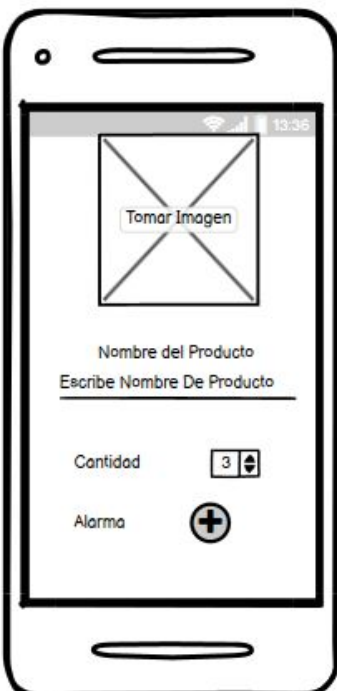 13:36
Tomar Imagen
Nombre del Producto
Escribe Nombre De Producto
Cantidad 3
Alarma